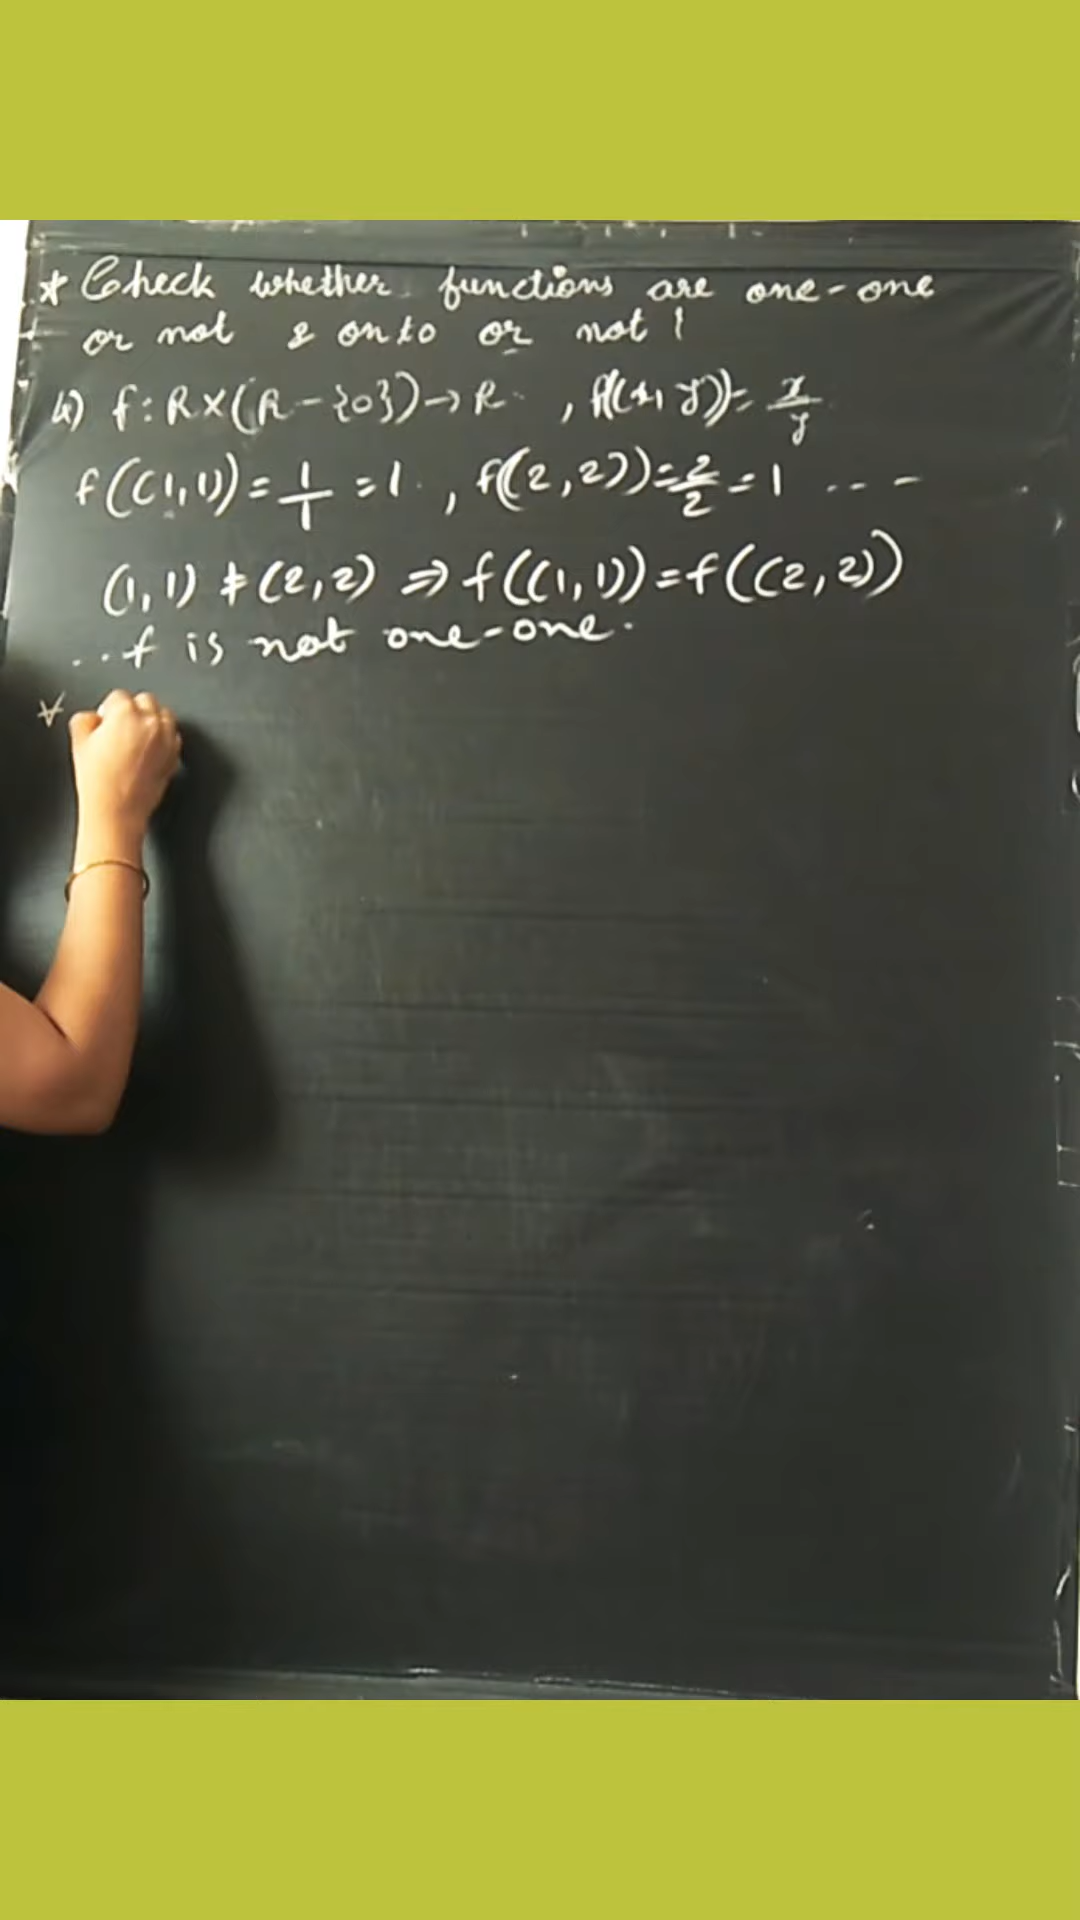 * Check whether functions are one-one
or not & onto or not !
4) f: R×(R-{0})→R , f((x,y))= x/y
f((1,1))= 1/1 =1 , f((2,2))= 2/2 =1 ---
(1,1) ≠ (2,2) ⇒ f((1,1))=f((2,2))
∴ f is not one-one.
∀